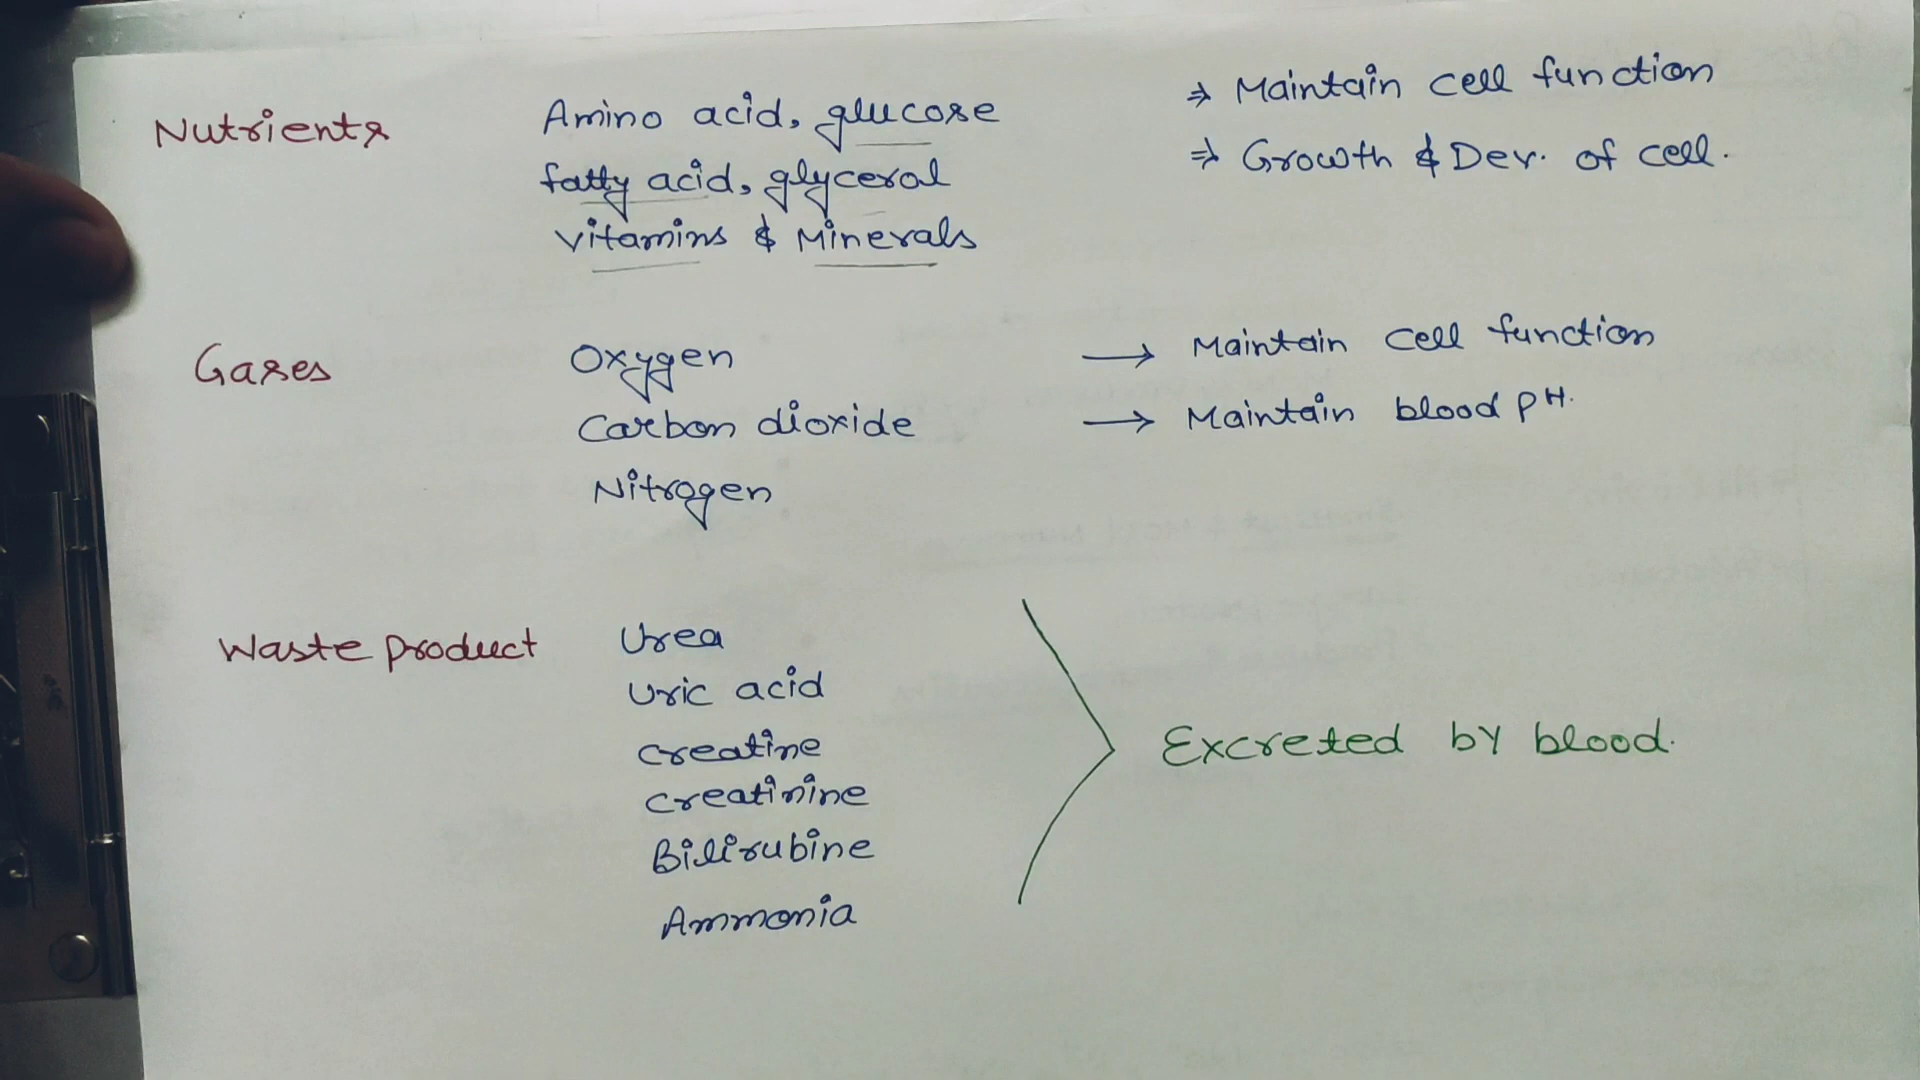 Nutrients Amino acid, glucose ⇒ Maintain cell function
fatty acid, glycerol ⇒ Growth & Dev. of cell.
vitamins & Minerals
Gases Oxygen → Maintain cell function
Carbon dioxide → Maintain blood pH.
Nitrogen
Waste product Urea
Uric acid
creatine Excreted by blood.
creatinine
Bilirubine
Ammonia